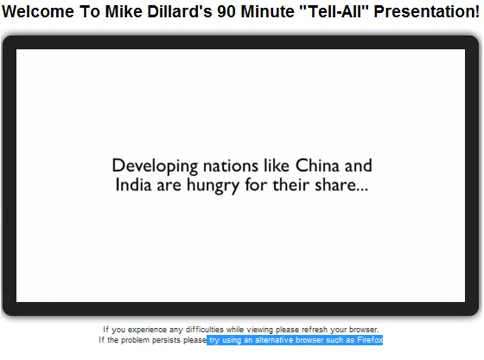 Welcome To Mike Dillard's 90 Minute "Tell-All" Presentation!
Developing nations like China and
India are hungry for their share...
If you experience any difficulties while viewing please refresh your browser.
If the problem persists please try using an alternative browser such as Firefox